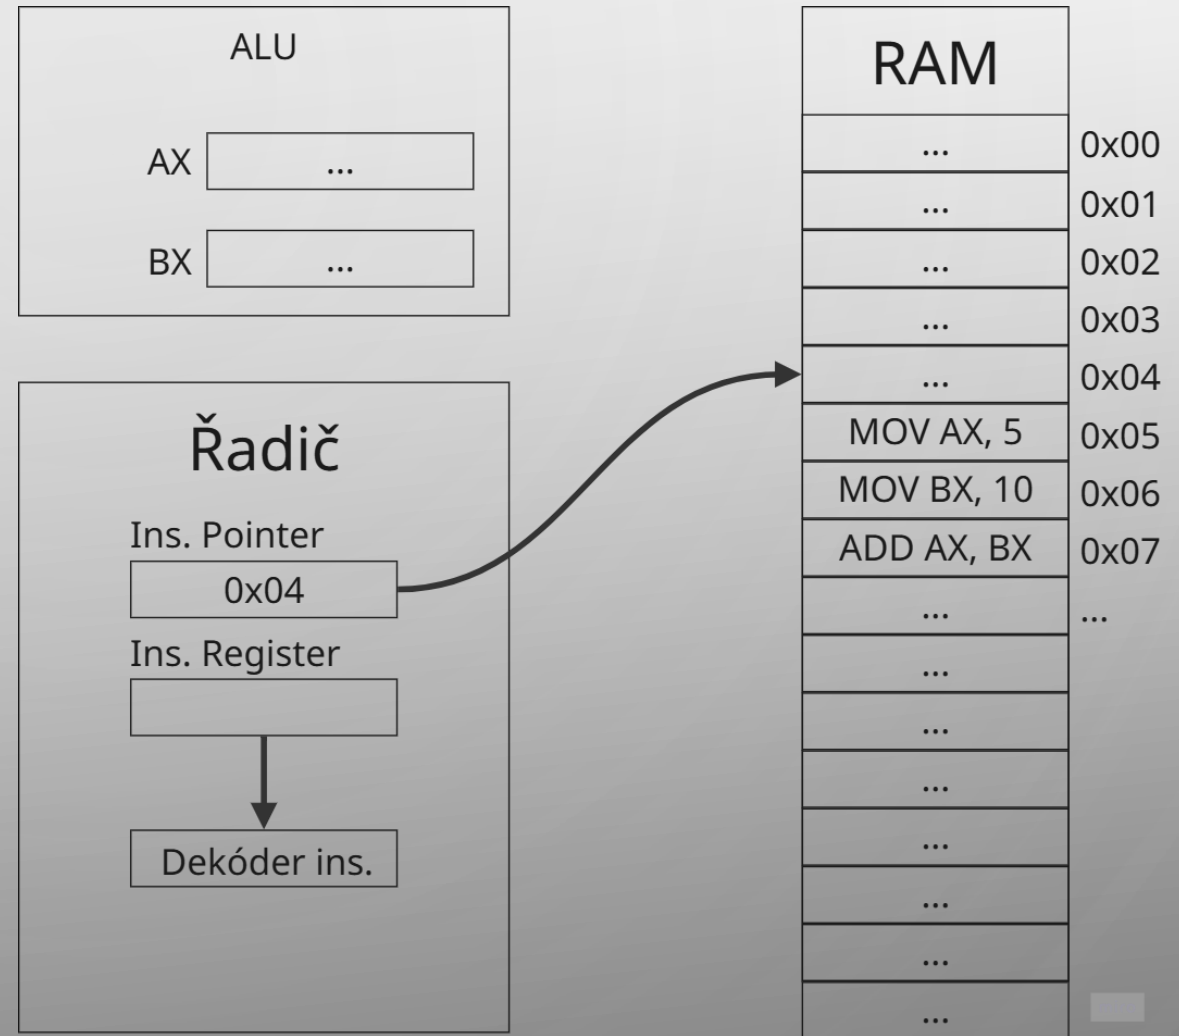 ALU
AX ...
BX ...
Řadič
Ins. Pointer
0x04
Ins. Register
Dekóder ins.
RAM
... 0x00
... 0x01
... 0x02
... 0x03
... 0x04
MOV AX, 5 0x05
MOV BX, 10 0x06
ADD AX, BX 0x07
... ...
...
...
...
...
...
...
...